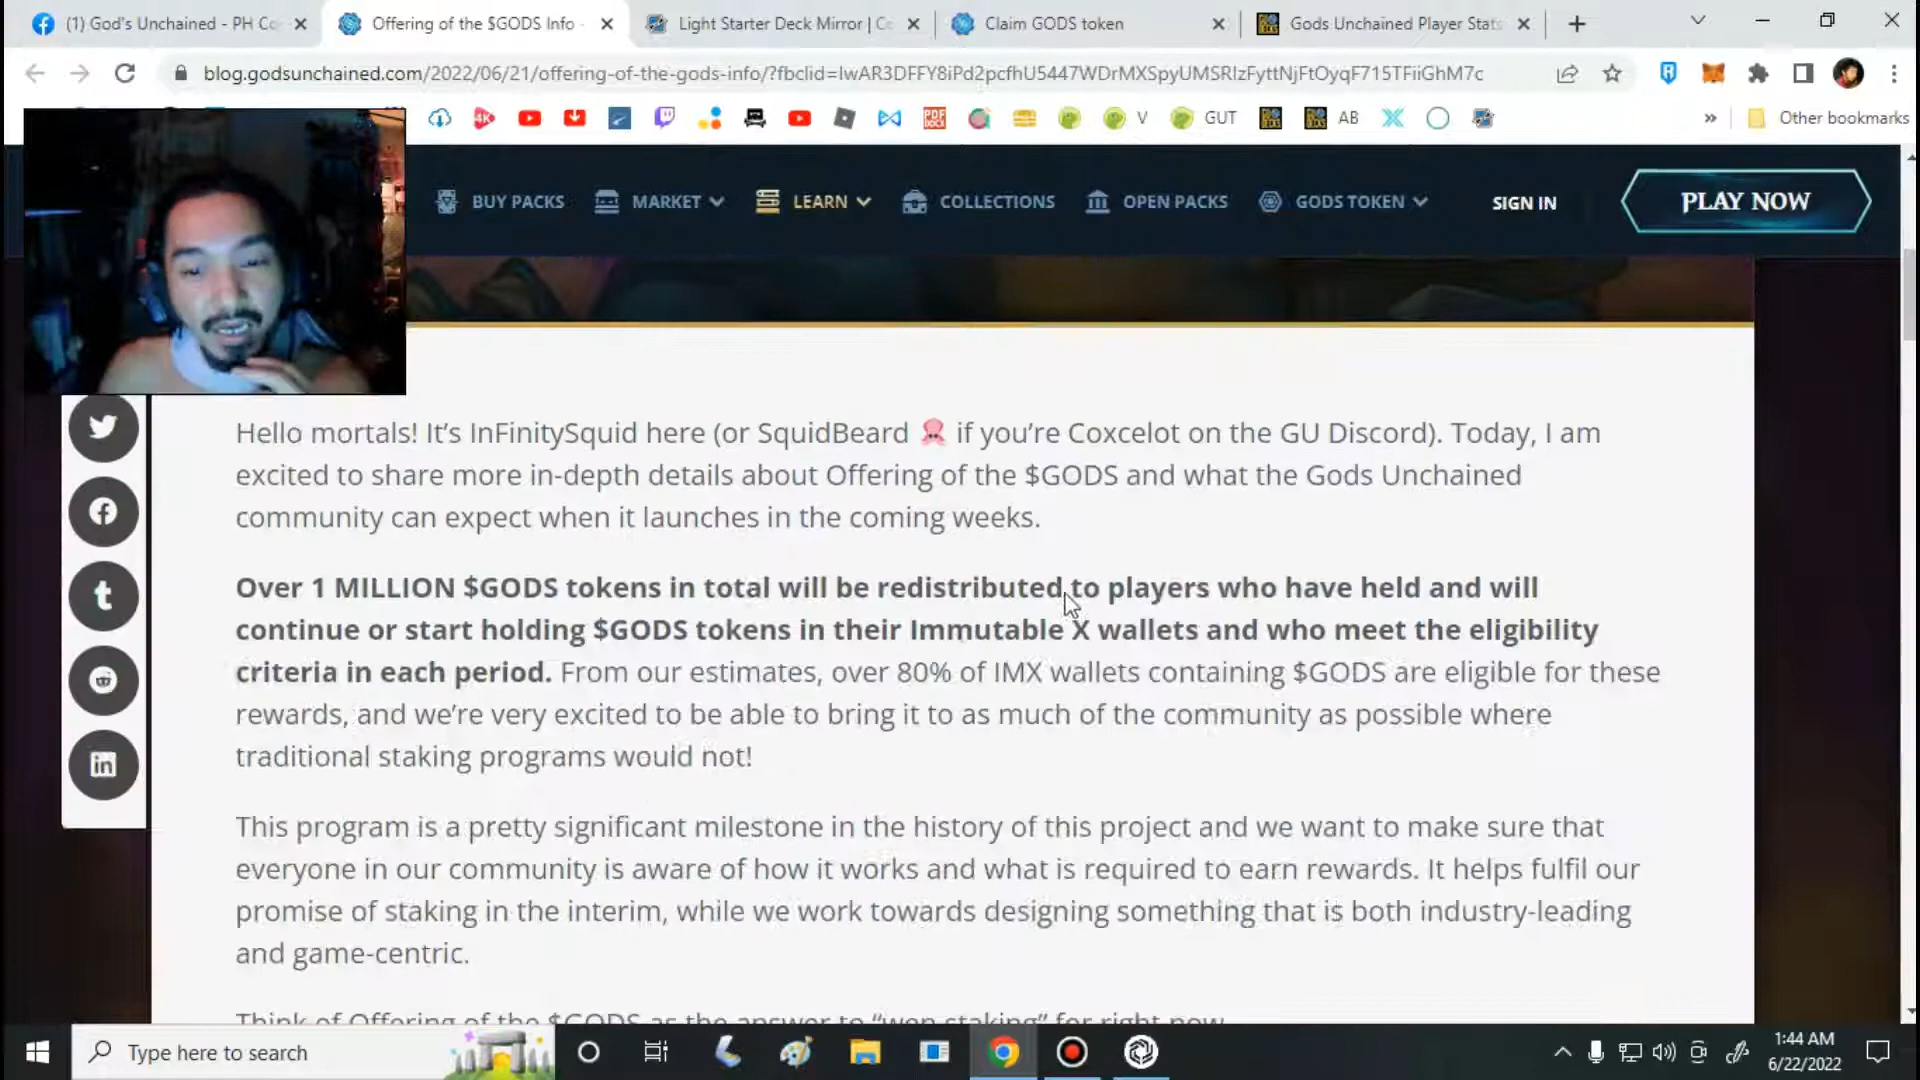 (1) God's Unchained - PH Co
Offering of the $GODS Info -
Light Starter Deck Mirror | Co
Claim GODS token
Gods Unchained Player Stats
blog.godsunchained.com/2022/06/21/offering-of-the-gods-info/?fbclid=IwAR3DFFY8iPd2pcfhU5447WDrMXSpyUMSRIzFyttNjFtOyqF715TFiiGhM7c
4K
PDF
DOCX
V
GUT
AB
Other bookmarks
BUY PACKS
MARKET
LEARN
COLLECTIONS
OPEN PACKS
GODS TOKEN
SIGN IN
PLAY NOW
Hello mortals! It's InFinitySquid here (or SquidBeard if you're Coxcelot on the GU Discord). Today, I am
excited to share more in-depth details about Offering of the $GODS and what the Gods Unchained
community can expect when it launches in the coming weeks.
Over 1 MILLION $GODS tokens in total will be redistributed to players who have held and will
continue or start holding $GODS tokens in their Immutable X wallets and who meet the eligibility
criteria in each period. From our estimates, over 80% of IMX wallets containing $GODS are eligible for these
rewards, and we're very excited to be able to bring it to as much of the community as possible where
traditional staking programs would not!
This program is a pretty significant milestone in the history of this project and we want to make sure that
everyone in our community is aware of how it works and what is required to earn rewards. It helps fulfil our
promise of staking in the interim, while we work towards designing something that is both industry-leading
and game-centric.
Think of Offering of the $GODS as the answer to "wen staking" for right now
Type here to search
1:44 AM
6/22/2022